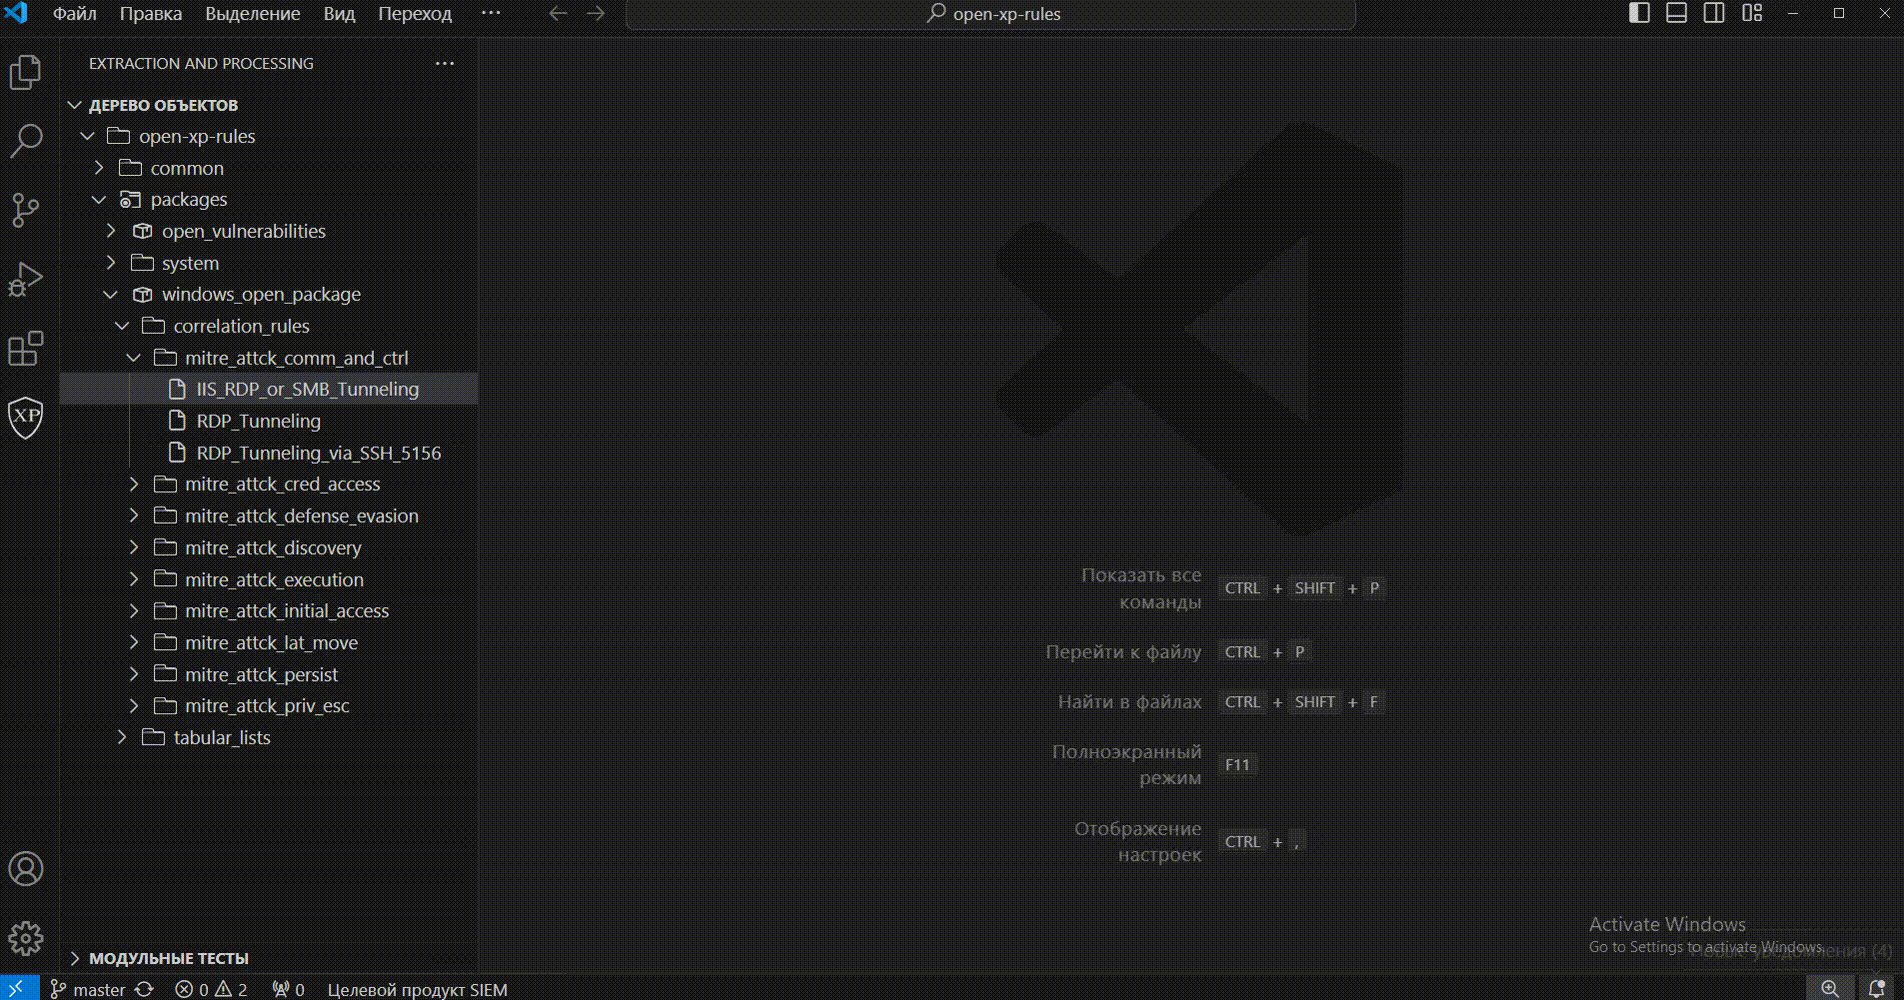 Файл Правка Выделение Вид Переход ··· open-xp-rules
EXTRACTION AND PROCESSING ···
ДЕРЕВО ОБЪЕКТОВ
open-xp-rules
common
packages
open_vulnerabilities
system
windows_open_package
correlation_rules
mitre_attck_comm_and_ctrl
IIS_RDP_or_SMB_Tunneling
RDP_Tunneling
RDP_Tunneling_via_SSH_5156
mitre_attck_cred_access
mitre_attck_defense_evasion
mitre_attck_discovery
mitre_attck_execution
mitre_attck_initial_access
mitre_attck_lat_move
mitre_attck_persist
mitre_attck_priv_esc
tabular_lists
МОДУЛЬНЫЕ ТЕСТЫ
XP
Показать все
команды
CTRL + SHIFT + P
Перейти к файлу CTRL + P
Найти в файлах CTRL + SHIFT + F
Полноэкранный
режим
F11
Отображение
настроек
CTRL + ,
Activate Windows
Go to Settings to activate Windows.
уведомления (4)
master 0 2 0 Целевой продукт SIEM